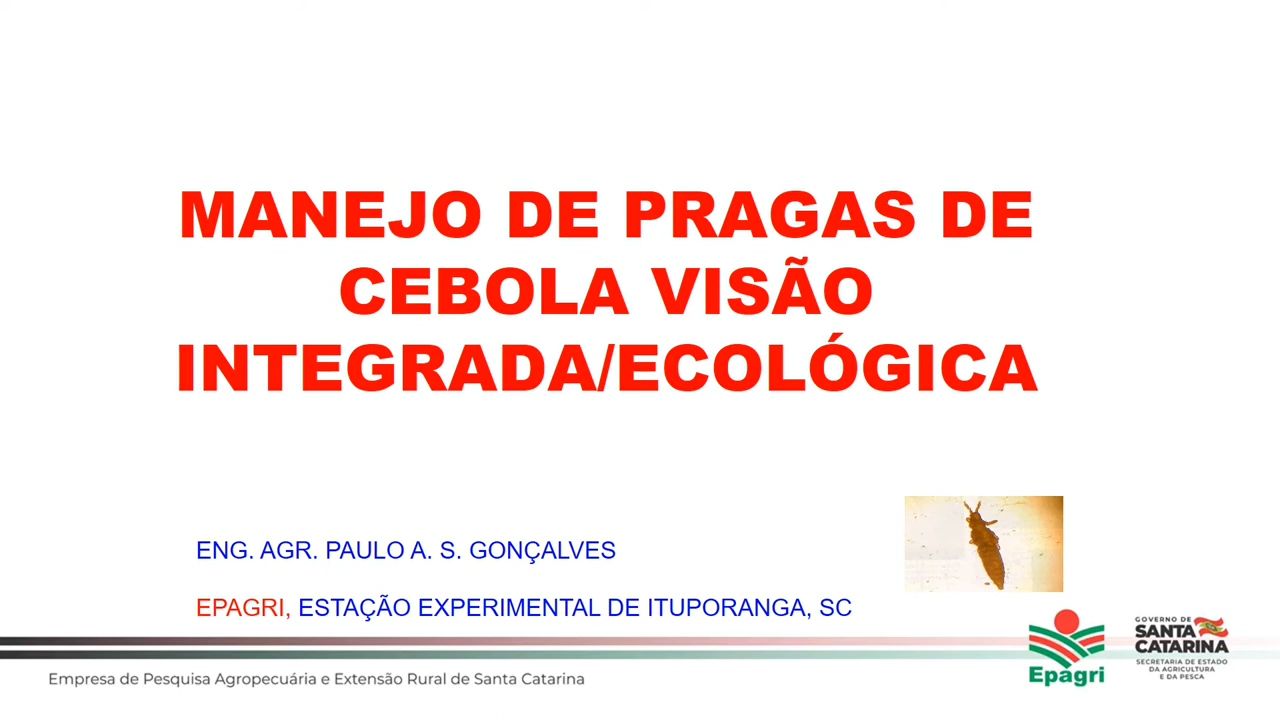 MANEJO DE PRAGAS DE
CEBOLA VISÃO
INTEGRADA/ECOLÓGICA
ENG. AGR. PAULO A. S. GONÇALVES
EPAGRI, ESTAÇÃO EXPERIMENTAL DE ITUPORANGA, SC
Empresa de Pesquisa Agropecuária e Extensão Rural de Santa Catarina
Epagri
GOVERNO DE
SANTA
CATARINA
SECRETARIA DE ESTADO
DA AGRICULTURA
E DA PESCA